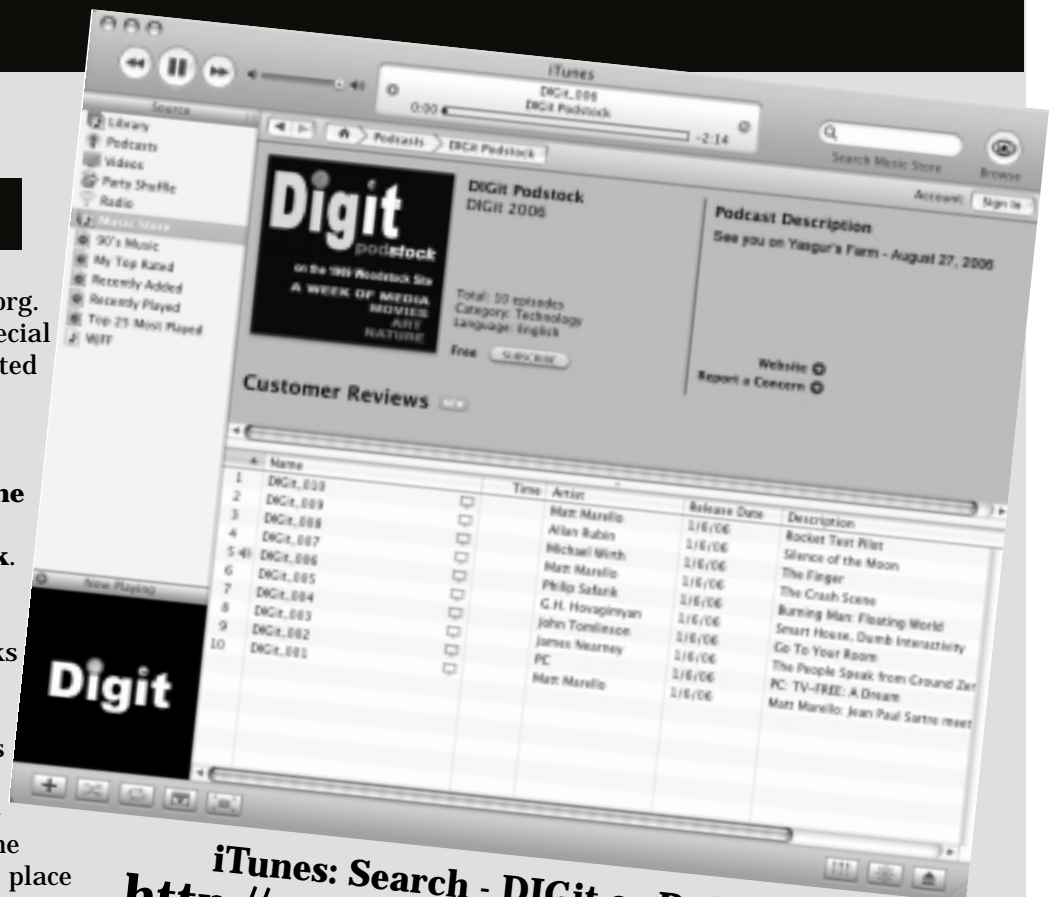 iTunes
DIGit_006
DIGit Podstock
0:00
-2:14
Search Music Store
Browse
Source
Library
Podcasts
Videos
Party Shuffle
Radio
Music Store
90's Music
My Top Rated
Recently Added
Recently Played
Top 25 Most Played
Podcasts
DIGit Podstock
Account:
Sign In
Digit
podstock
on the 1969 Woodstock Site
A WEEK OF MEDIA
MOVIES
ART
NATURE
DIGit Podstock
DIGit 2006
Total: 10 episodes
Category: Technology
Language: English
Free
SUBSCRIBE
Podcast Description
See you on Yasgur's Farm - August 27, 2006
Website
Report a Concern
Customer Reviews
Name Time Artist Release Date Description
1 DIGit_010 Matt Marello 1/6/06 Rocket Test Pilot
2 DIGit_009 Allan Rubin 1/6/06 Silence of the Moon
3 DIGit_008 Michael Wirth 1/6/06 The Finger
4 DIGit_007 Matt Marello 1/6/06 The Crash Scene
5 DIGit_006 Philip Safarik 1/6/06 Burning Man: Floating World
6 DIGit_005 G.H. Hovagimyan 1/6/06 Smart House, Dumb Interactivity
7 DIGit_004 John Tomlinson 1/6/06 Go To Your Room
8 DIGit_003 James Nearney 1/6/06 The People Speak from Ground Zer
9 DIGit_002 PC 1/6/06 PC: TV-FREE: A Dream
10 DIGit_001 Matt Marello 1/6/06 Matt Marello: Jean Paul Sartre meet
Now Playing
Digit
org.
ecial
ted
ne
k.
ks
s
ne
place
iTunes: Search - DIGit
http://